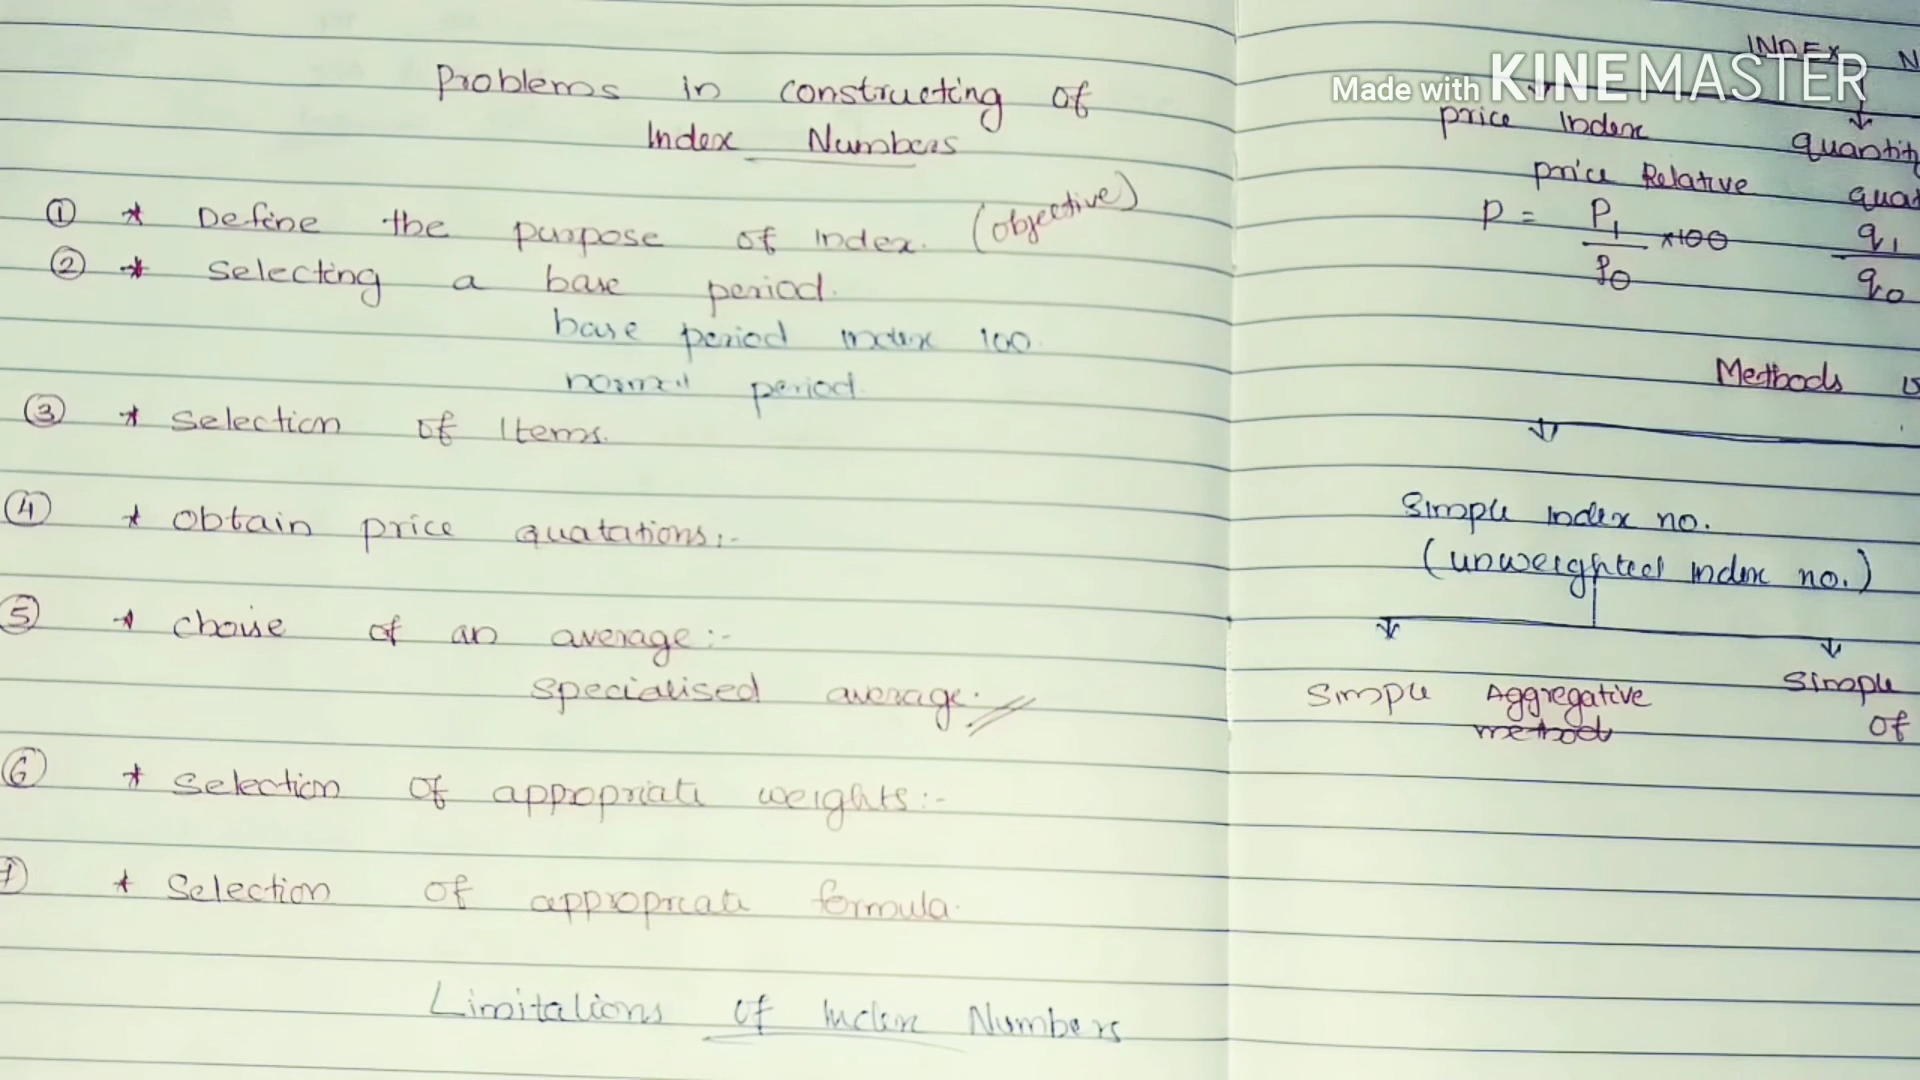 Problems in constructing of
Index Numbers
① * Define the purpose of index. (objective)
② * selecting a base period.
base period index 100.
normal period.
③ * selection of Items.
④ * obtain price quatations:-
⑤ * choise of an average:-
specialised average.
⑥ * selection of appropriate weights:-
* Selection of appropriate formula.
Limitations of Index Numbers
INDEX N
Made with KINEMASTER
price Index quantit
price Relative
P = P1/P0 ×100
q1/q0
Methods
Simple index no.
(unweighted index no.)
Simple Aggregative
method
Simple
of